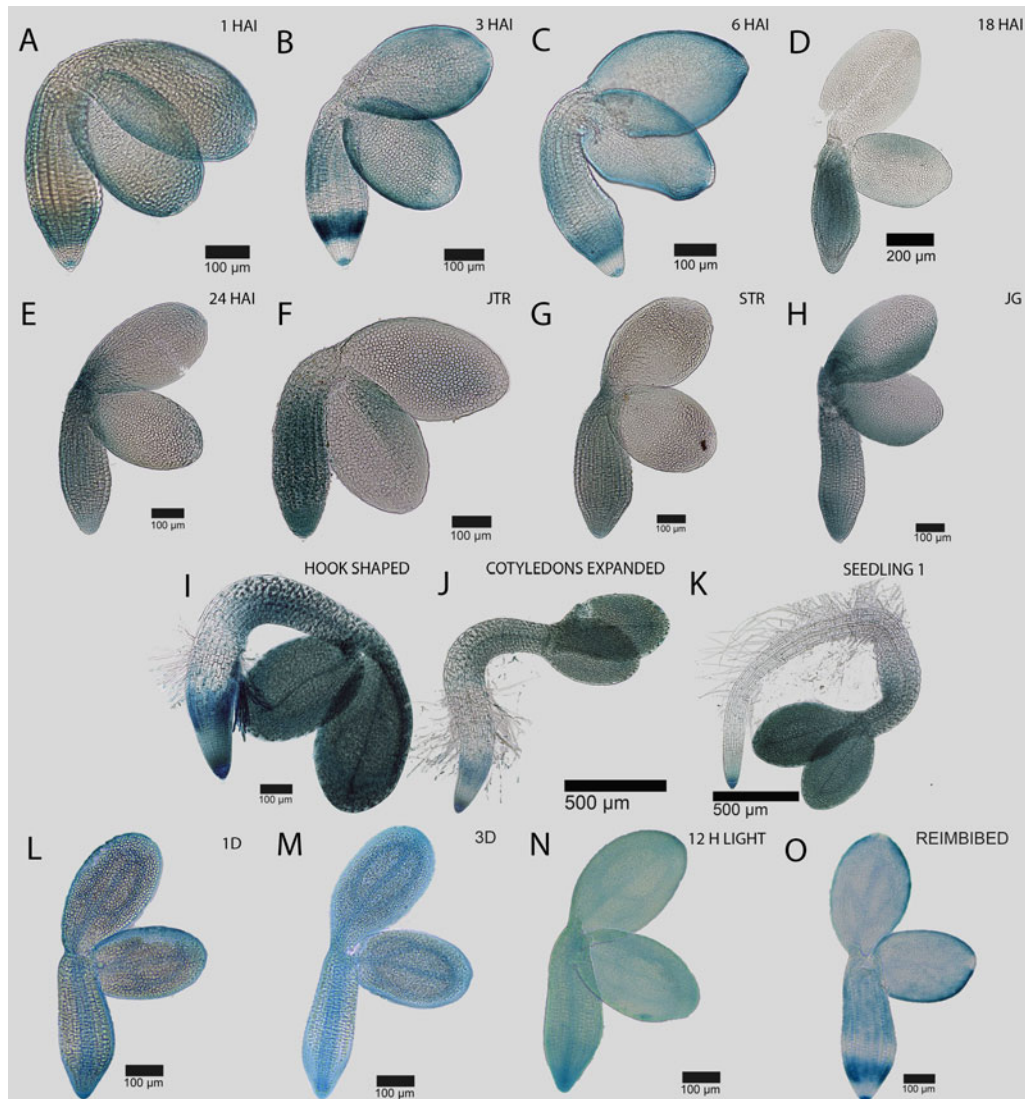 A 1 HAI
B 3 HAI
C 6 HAI
D 18 HAI
100 µm
100 µm
100 µm
200 µm
E 24 HAI
F JTR
G STR
H JG
100 µm
100 µm
100 µm
100 µm
I HOOK SHAPED
J COTYLEDONS EXPANDED
K SEEDLING 1
100 µm
500 µm
500 µm
L 1D
M 3D
N 12 H LIGHT
O REIMBIBED
100 µm
100 µm
100 µm
100 µm